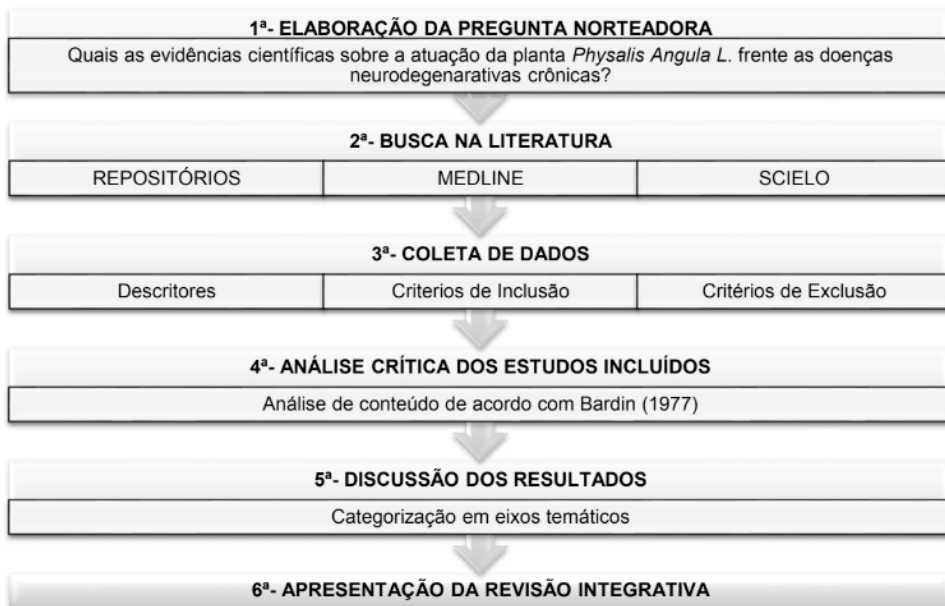 1ª- ELABORAÇÃO DA PERGUNTA NORTEADORA
Quais as evidências científicas sobre a atuação da planta Physalis Angula L. frente as doenças
neurodegenarativas crônicas?
2ª- BUSCA NA LITERATURA
REPOSITÓRIOS
MEDLINE
SCIELO
3ª- COLETA DE DADOS
Descritores
Criterios de Inclusão
Critérios de Exclusão
4ª- ANÁLISE CRÍTICA DOS ESTUDOS INCLUÍDOS
Análise de conteúdo de acordo com Bardin (1977)
5ª- DISCUSSÃO DOS RESULTADOS
Categorização em eixos temáticos
6ª- APRESENTAÇÃO DA REVISÃO INTEGRATIVA